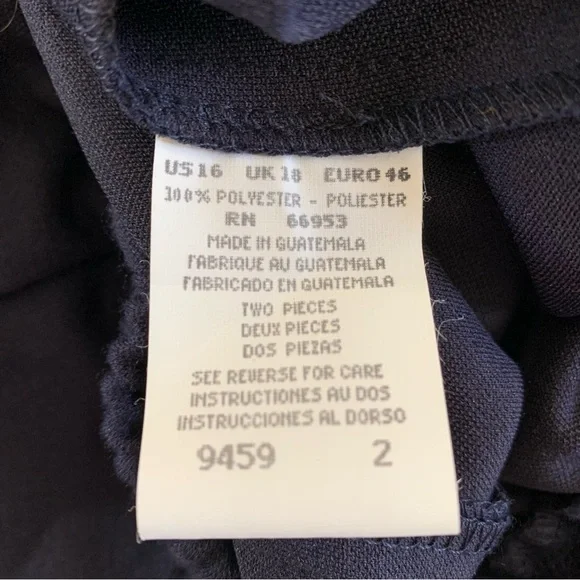 US 16 UK 18 EURO 46
100% POLYESTER - POLIESTER
RN 66953
MADE IN GUATEMALA
FABRIQUE AU GUATEMALA
FABRICADO EN GUATEMALA
TWO PIECES
DEUX PIECES
DOS PIEZAS
SEE REVERSE FOR CARE
INSTRUCTIONES AU DOS
INSTRUCCIONES AL DORSO
9459 2